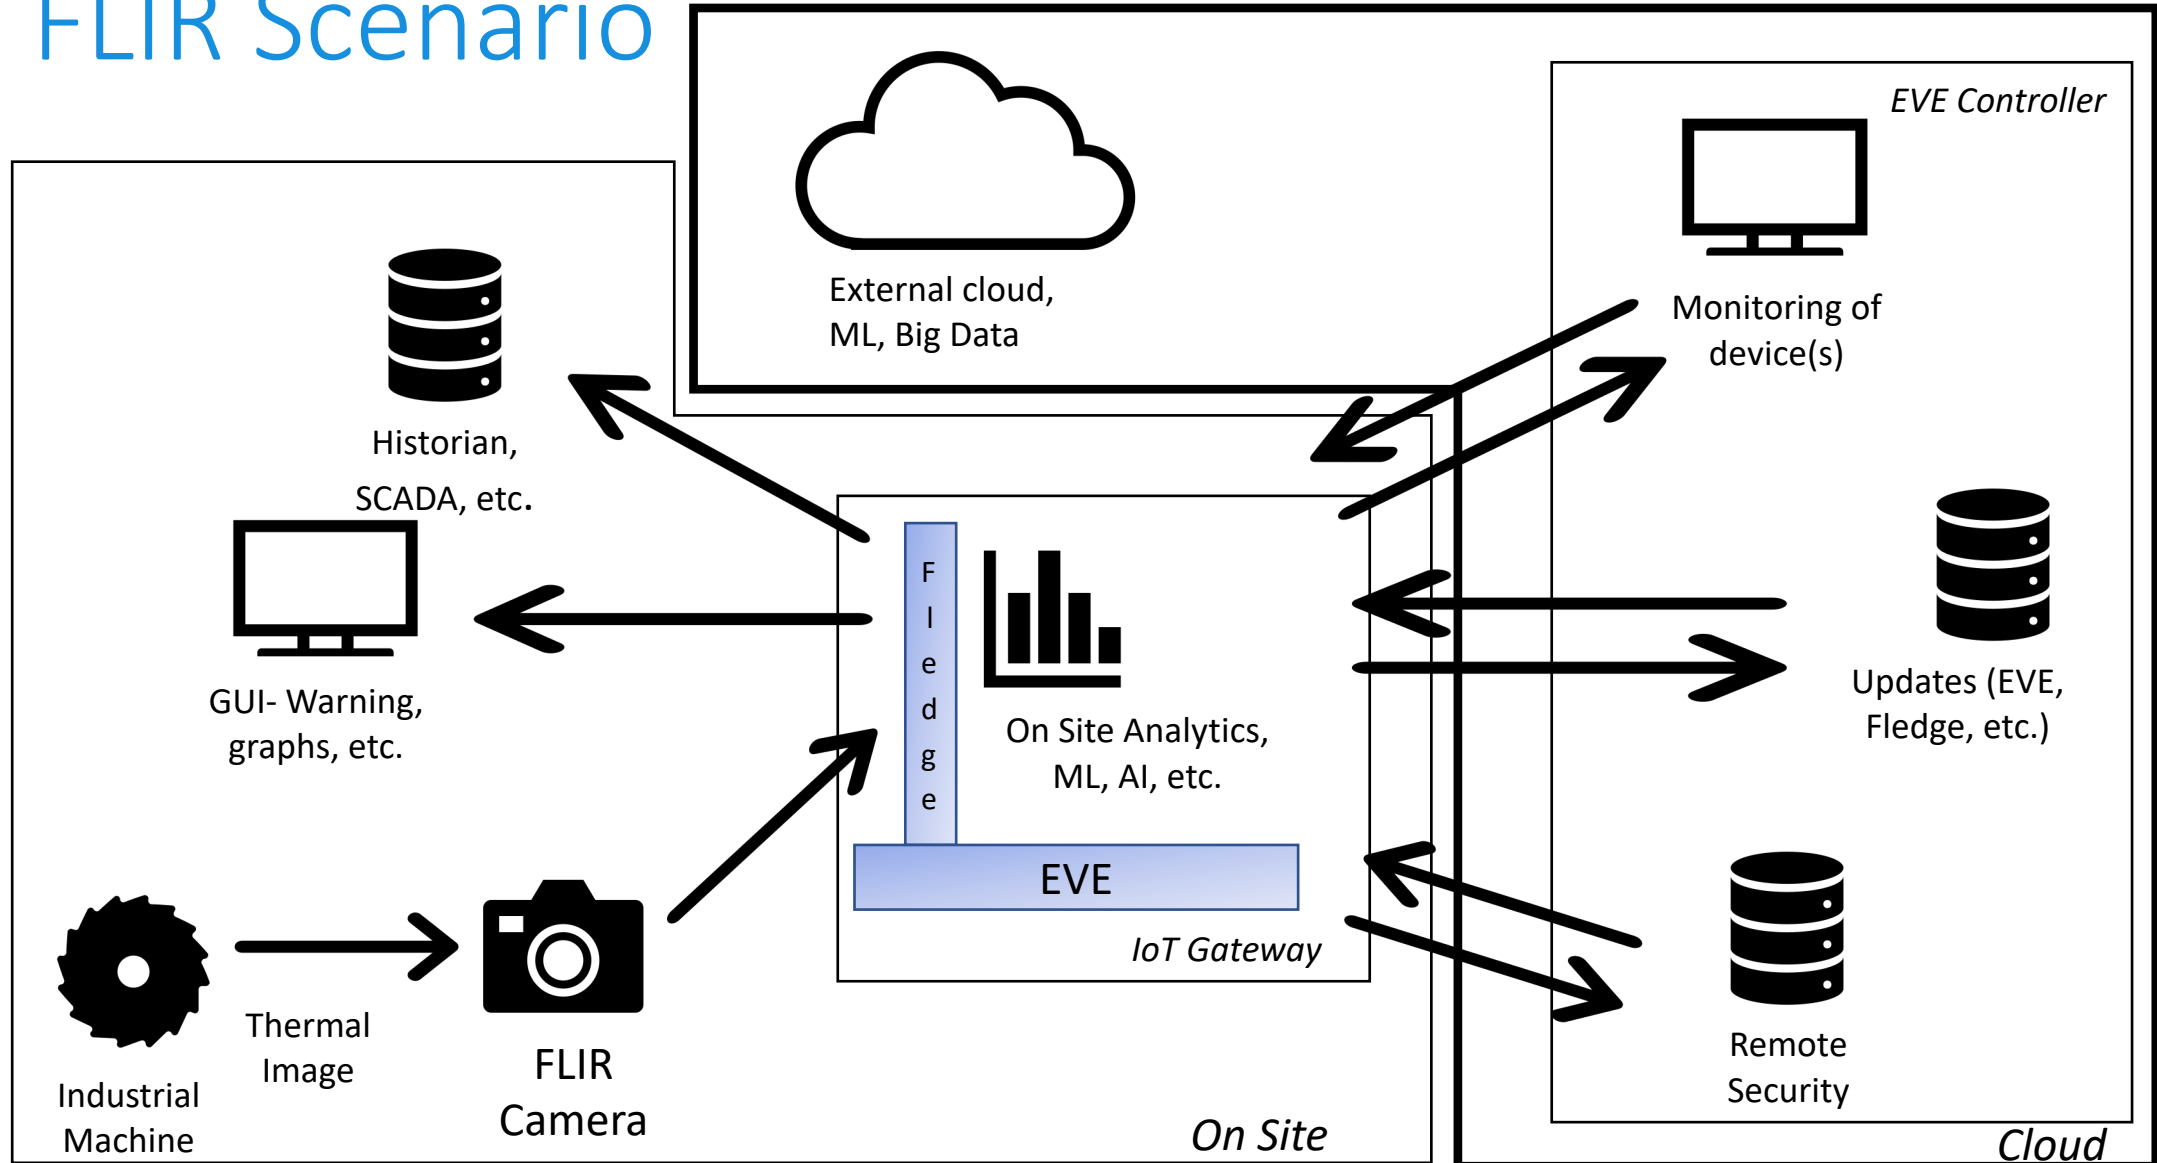 FLIR Scenario
EVE Controller
External cloud,
ML, Big Data
Monitoring of
device(s)
Historian,
SCADA, etc.
GUI- Warning,
graphs, etc.
Fledge
On Site Analytics,
ML, AI, etc.
EVE
IoT Gateway
Updates (EVE,
Fledge, etc.)
Remote
Security
Thermal
Image
Industrial
Machine
FLIR
Camera
On Site
Cloud